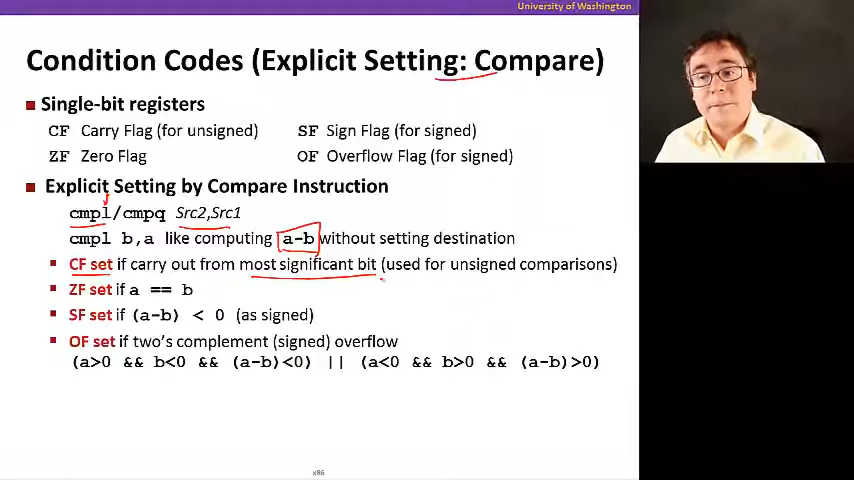 University of Washington
Condition Codes (Explicit Setting: Compare)
Single-bit registers
CF Carry Flag (for unsigned) SF Sign Flag (for signed)
ZF Zero Flag OF Overflow Flag (for signed)
Explicit Setting by Compare Instruction
cmpl/cmpq Src2,Src1
cmpl b,a like computing a-b without setting destination
CF set if carry out from most significant bit (used for unsigned comparisons)
ZF set if a == b
SF set if (a-b) < 0 (as signed)
OF set if two's complement (signed) overflow
(a>0 && b<0 && (a-b)<0) || (a<0 && b>0 && (a-b)>0)
x86